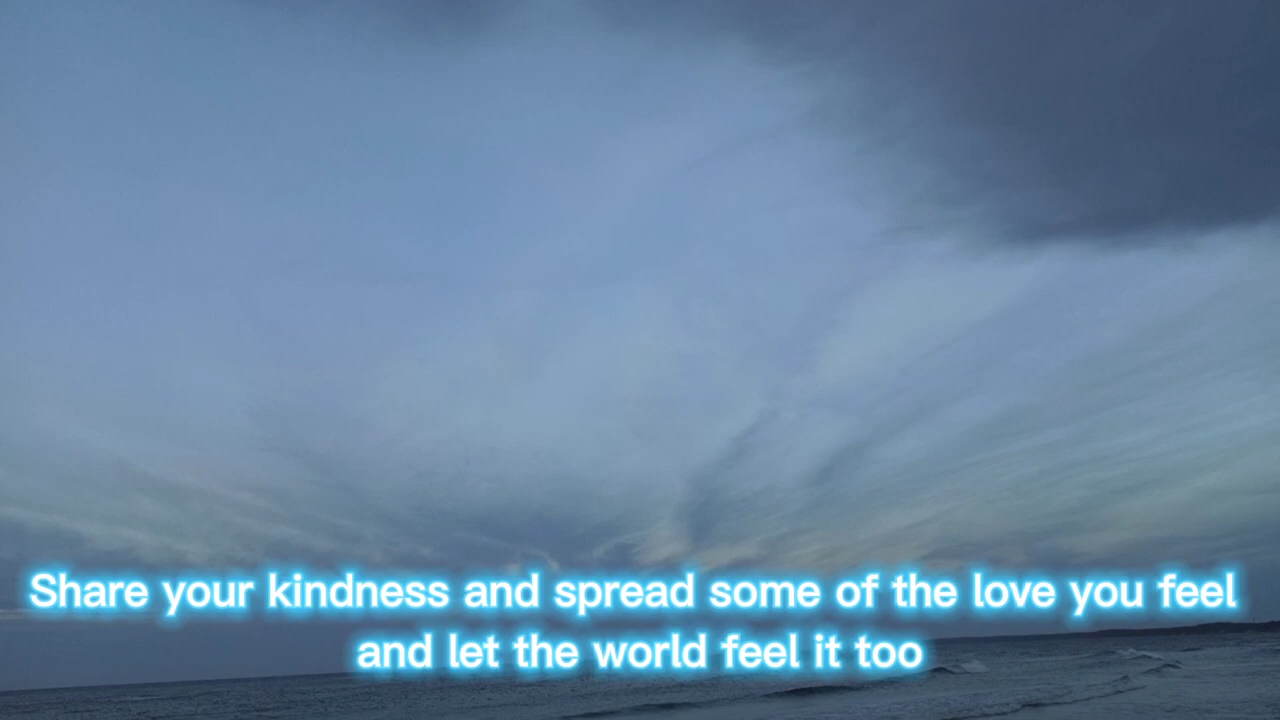 Share your kindness and spread some of the love you feel
and let the world feel it too